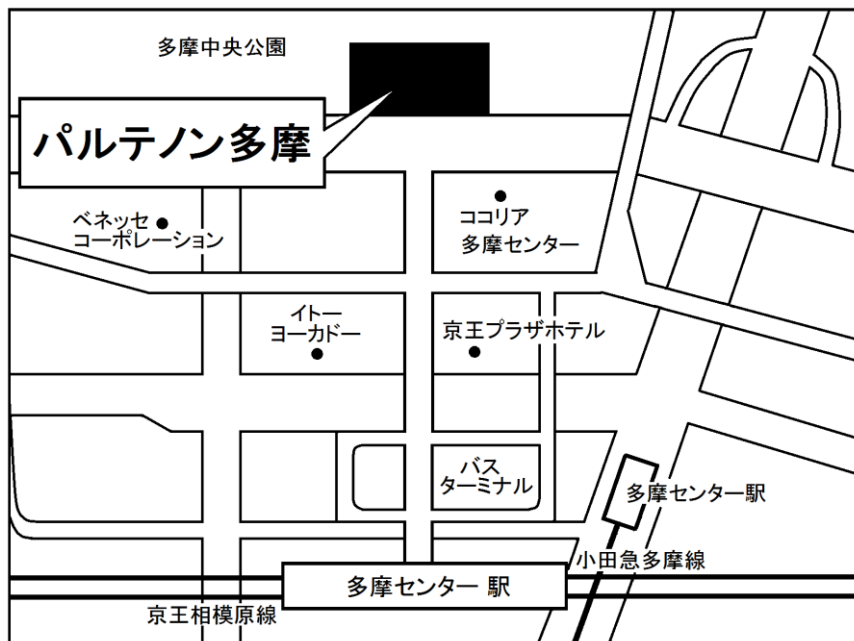 多摩中央公園
パルテノン多摩
ベネッセ
コーポレーション
ココリア
多摩センター
イトー
ヨーカドー
京王プラザホテル
バス
ターミナル
多摩センター駅
小田急多摩線
多摩センター 駅
京王相模原線